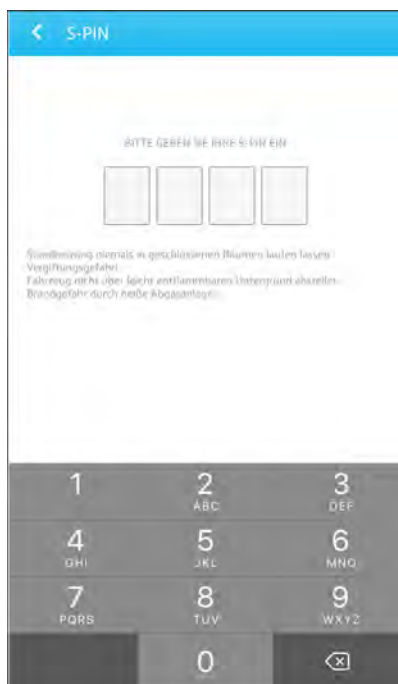 S-PIN
BITTE GEBEN SIE IHRE S-PIN EIN
Standheizung niemals in geschlossenen Räumen laufen lassen -
Vergiftungsgefahr!
Fahrzeug nicht über leicht entflammbaren Untergrund abstellen -
Brandgefahr durch heiße Abgasanlage.
1 2 3
ABC DEF
4 5 6
GHI JKL MNO
7 8 9
PQRS TUV WXYZ
0